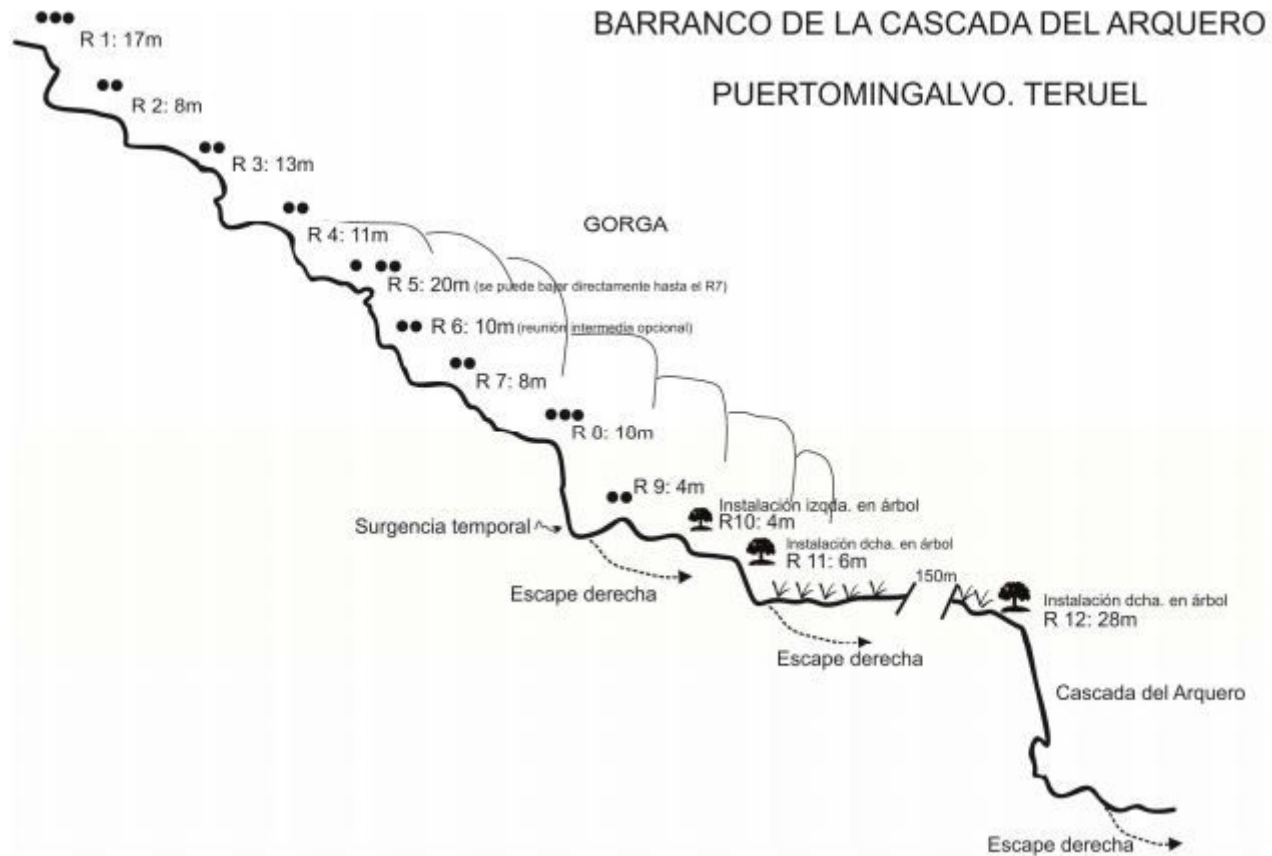 BARRANCO DE LA CASCADA DEL ARQUERO
PUERTOMINGALVO. TERUEL
R 1: 17m
R 2: 8m
R 3: 13m
GORGA
R 4: 11m
R 5: 20m (se puede bajar directamente hasta el R7)
R 6: 10m (reunión intermedia opcional)
R 7: 8m
R 0: 10m
R 9: 4m
Instalación izqda. en árbol
R10: 4m
Surgencia temporal
Instalación dcha. en árbol
R 11: 6m
150m
Escape derecha
Instalación dcha. en árbol
R 12: 28m
Escape derecha
Cascada del Arquero
Escape derecha